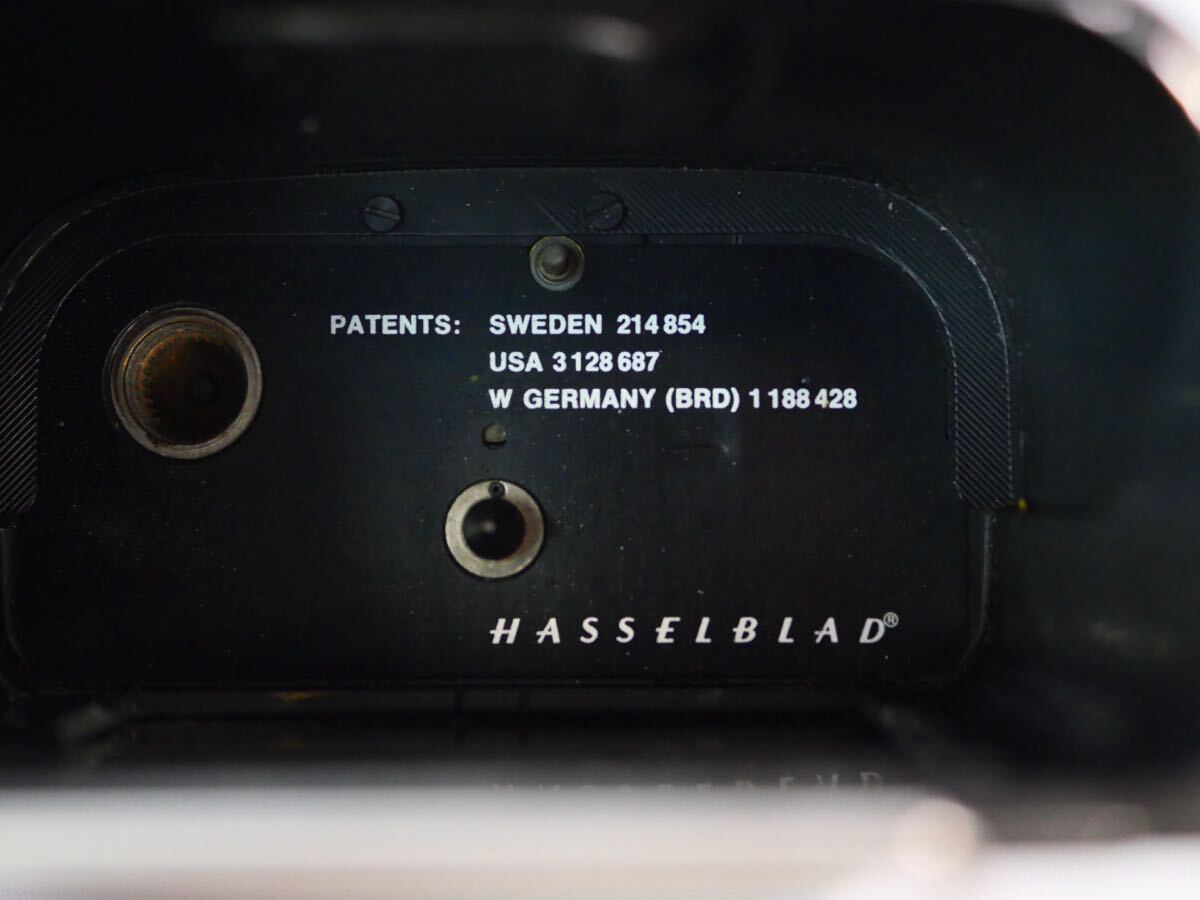 PATENTS: SWEDEN 214 854
USA 3 128 687
W GERMANY (BRD) 1 188 428
HASSELBLAD®